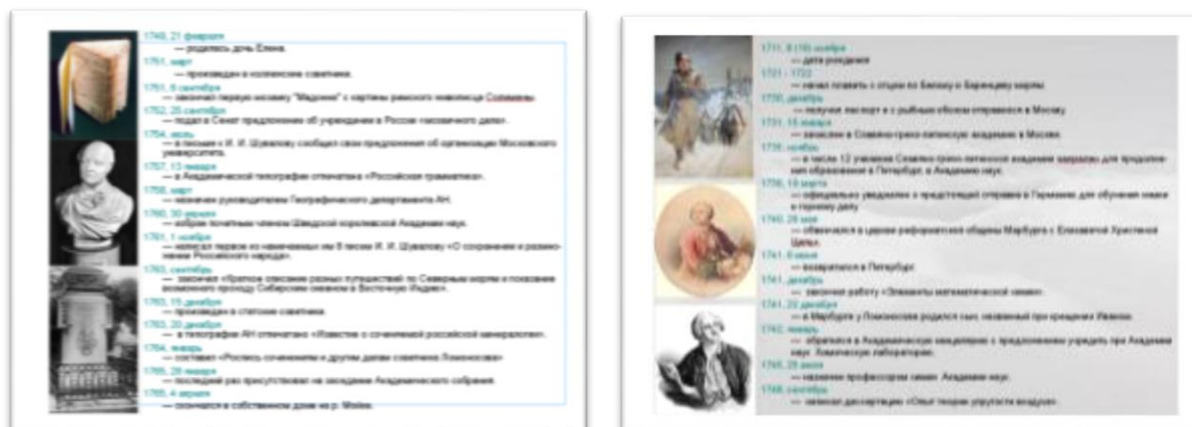 1749, 21 февраля
— родилась дочь Елена.
1751, март
— произведен в коллежские советники.
1751, 6 сентября
— закончил первую мозаику "Мадонна" с картины римского живописца Солимены.
1752, 25 сентября
— подал в Сенат предложение об учреждении в России «мозаичного дела».
1754, июль
— в письме к И. И. Шувалову сообщил свои предложения об организации Московского
университета.
1757, 13 января
— в Академической типографии отпечатана «Российская грамматика».
1758, март
— назначен руководителем Географического департамента АН.
1760, 30 апреля
— избран почетным членом Шведской королевской Академии наук.
1761, 1 ноября
— написал первое из намечаемых им 8 писем И. И. Шувалову «О сохранении и размно-
жении Российского народа».
1763, сентябрь
— закончил «Краткое описание разных путешествий по Северным морям и показание
возможного проходу Сибирским океаном в Восточную Индию».
1763, 15 декабря
— произведен в статские советники.
1763, 20 декабря
— в типографии АН отпечатано «Известие о сочиняемой российской минералогии».
1764, январь
— составил «Роспись сочинениям и другим делам советника Ломоносова»
1765, 28 января
— последний раз присутствовал на заседании Академического собрания.
1765, 4 апреля
— скончался в собственном доме на р. Мойке.
1711, 8 (19) ноября
— дата рождения
1721 - 1722
— начал плавать с отцом по Белому и Баренцеву морям.
1730, декабрь
— получил паспорт и с рыбным обозом отправился в Москву.
1731, 15 января
— зачислен в Славяно-греко-латинскую академию в Москве.
1735, ноябрь
— в числе 12 учеников Славяно-греко-латинской академии направлен для продолже-
ния образования в Петербург, в Академию наук.
1736, 19 марта
— официально уведомлен о предстоящей отправке в Германию для обучения химии
и горному делу.
1740, 26 мая
— обвенчался в церкви реформатской общины Марбурга с Елизаветой Христиной
Цильх.
1741, 8 июня
— возвратился в Петербург.
1741, декабрь
— закончил работу «Элементы математической химии».
1741, 22 декабря
— в Марбурге у Ломоносова родился сын, названный при крещении Иваном.
1742, январь
— обратился в Академическую канцелярию с предложением учредить при Академии
наук Химическую лабораторию.
1745, 25 июля
— назначен профессором химии Академии наук.
1748, сентябрь
— написал диссертацию «Опыт теории упругости воздуха».